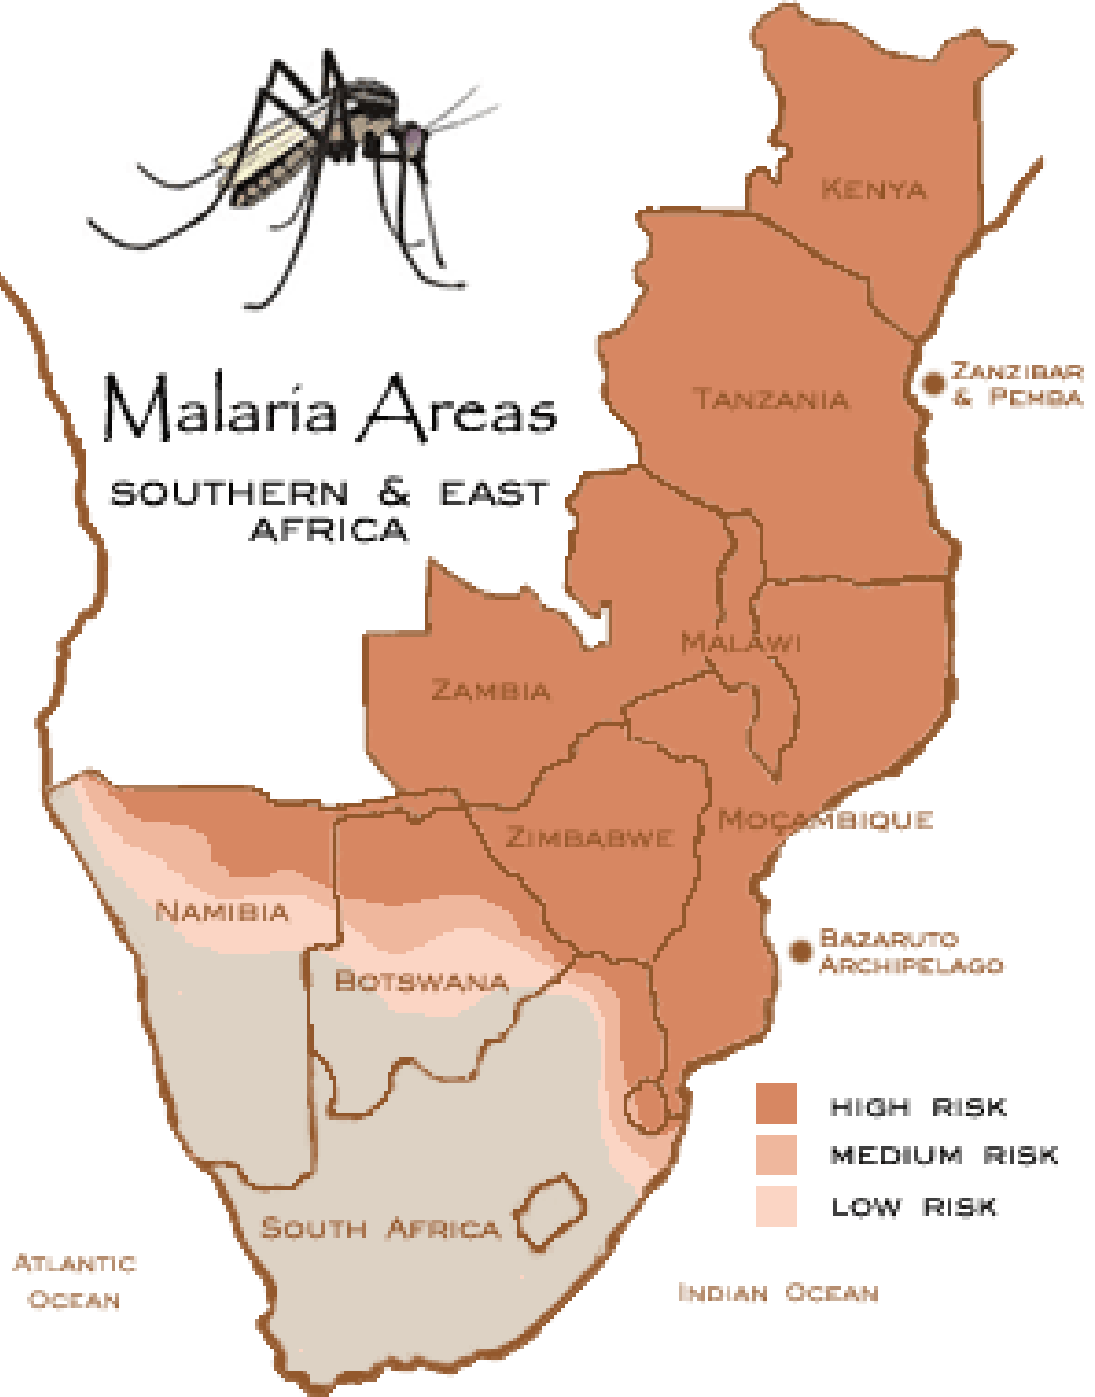 Malaria Areas
SOUTHERN & EAST
AFRICA
KENYA
TANZANIA
ZANZIBAR
& PEMBA
MALAWI
ZAMBIA
ZIMBABWE
MOÇAMBIQUE
NAMIBIA
BOTSWANA
BAZARUTO
ARCHIPELAGO
HIGH RISK
MEDIUM RISK
LOW RISK
SOUTH AFRICA
ATLANTIC
OCEAN
INDIAN OCEAN